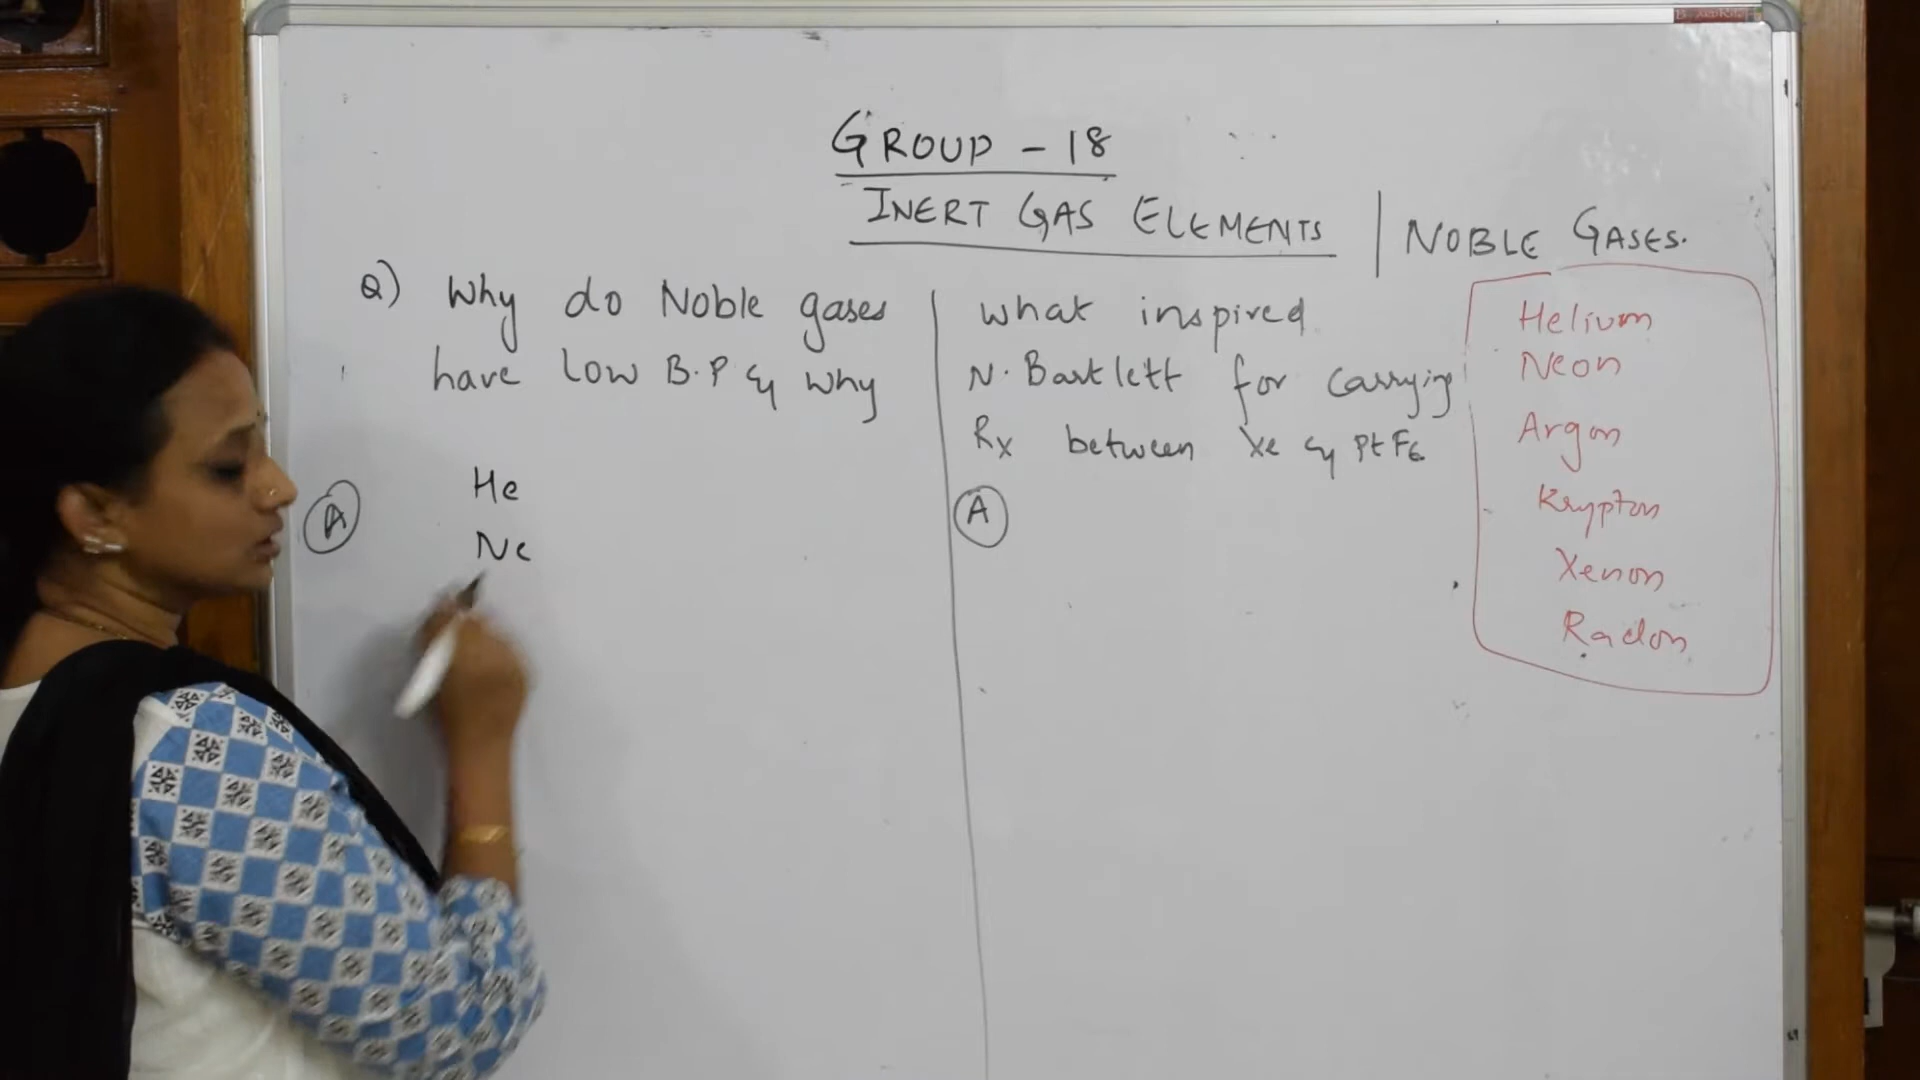 GROUP - 18
INERT GAS ELEMENTS | NOBLE GASES.
Q) Why do Noble gases
have low B.P & why
A
He
Ne
what inspired
N. Bartlett for carrying
Rx between Xe & PtF6
A
Helium
Neon
Argon
Krypton
Xenon
Radon